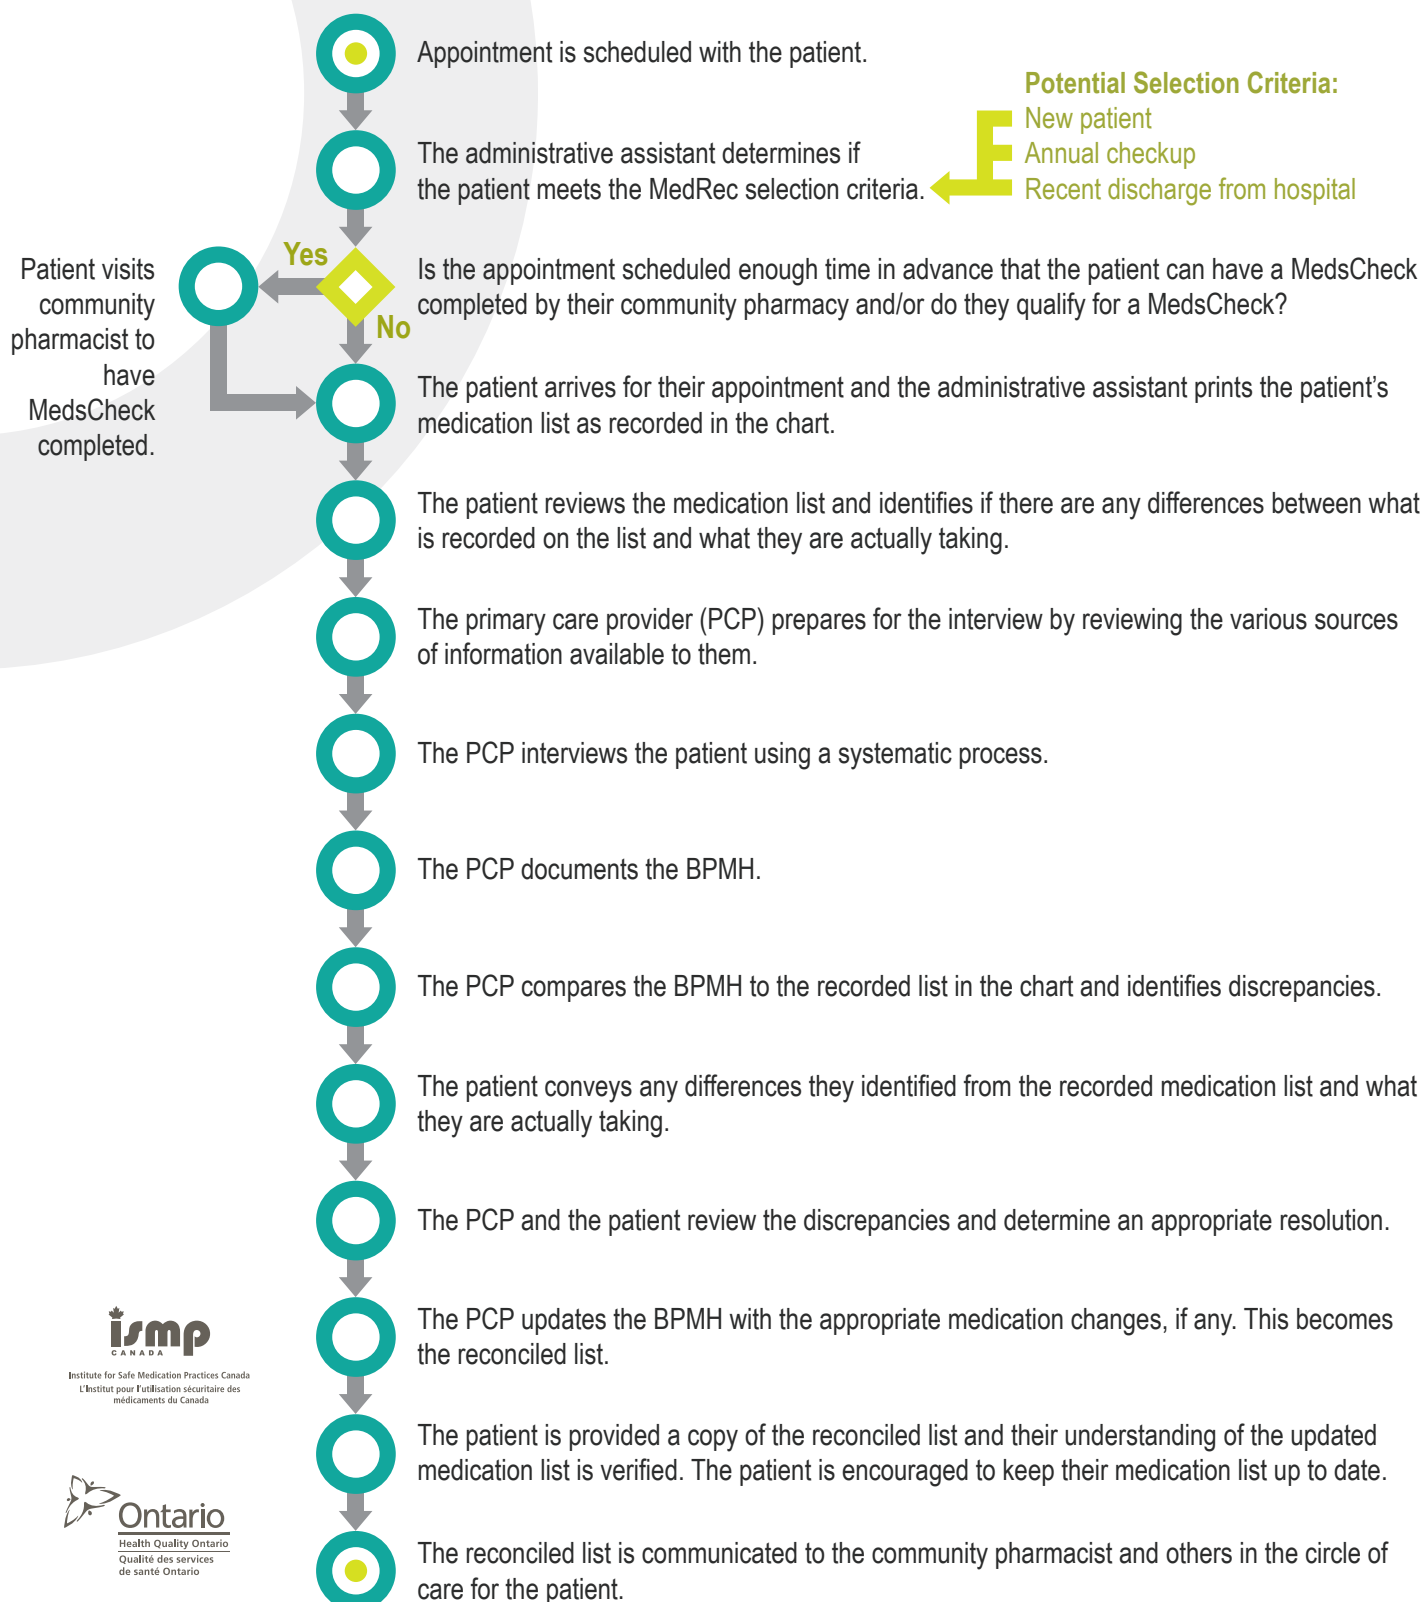 Appointment is scheduled with the patient.
Potential Selection Criteria:
New patient
Annual checkup
Recent discharge from hospital
The administrative assistant determines if
the patient meets the MedRec selection criteria.
Yes
No
Is the appointment scheduled enough time in advance that the patient can have a MedsCheck
completed by their community pharmacy and/or do they qualify for a MedsCheck?
Patient visits
community
pharmacist to
have
MedsCheck
completed.
The patient arrives for their appointment and the administrative assistant prints the patient’s
medication list as recorded in the chart.
The patient reviews the medication list and identifies if there are any differences between what
is recorded on the list and what they are actually taking.
The primary care provider (PCP) prepares for the interview by reviewing the various sources
of information available to them.
The PCP interviews the patient using a systematic process.
The PCP documents the BPMH.
The PCP compares the BPMH to the recorded list in the chart and identifies discrepancies.
The patient conveys any differences they identified from the recorded medication list and what
they are actually taking.
The PCP and the patient review the discrepancies and determine an appropriate resolution.
The PCP updates the BPMH with the appropriate medication changes, if any. This becomes
the reconciled list.
The patient is provided a copy of the reconciled list and their understanding of the updated
medication list is verified. The patient is encouraged to keep their medication list up to date.
The reconciled list is communicated to the community pharmacist and others in the circle of
care for the patient.
ismp
CANADA
Institute for Safe Medication Practices Canada
L’Institut pour l’utilisation sécuritaire des
médicaments du Canada
Ontario
Health Quality Ontario
Qualité des services
de santé Ontario